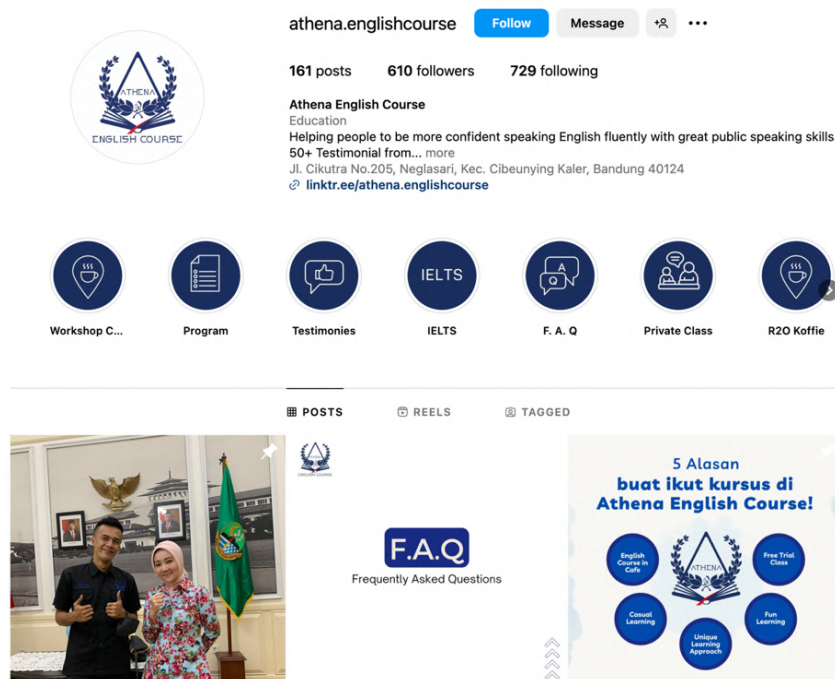 athena.englishcourse Follow Message
161 posts 610 followers 729 following
Athena English Course
Education
Helping people to be more confident speaking English fluently with great public speaking skills
50+ Testimonial from... more
Jl. Cikutra No.205, Neglasari, Kec. Cibeunying Kaler, Bandung 40124
linktr.ee/athena.englishcourse
ATHENA
ENGLISH COURSE
IELTS
A
Q
Workshop C... Program Testimonies IELTS F. A. Q Private Class R2O Koffie
POSTS REELS TAGGED
ENGLISH COURSE
F.A.Q
Frequently Asked Questions
5 Alasan
buat ikut kursus di
Athena English Course!
English
Course in
Cafe
ATHENA
Free Trial
Class
Casual
Learning
Fun
Learning
Unique
Learning
Approach